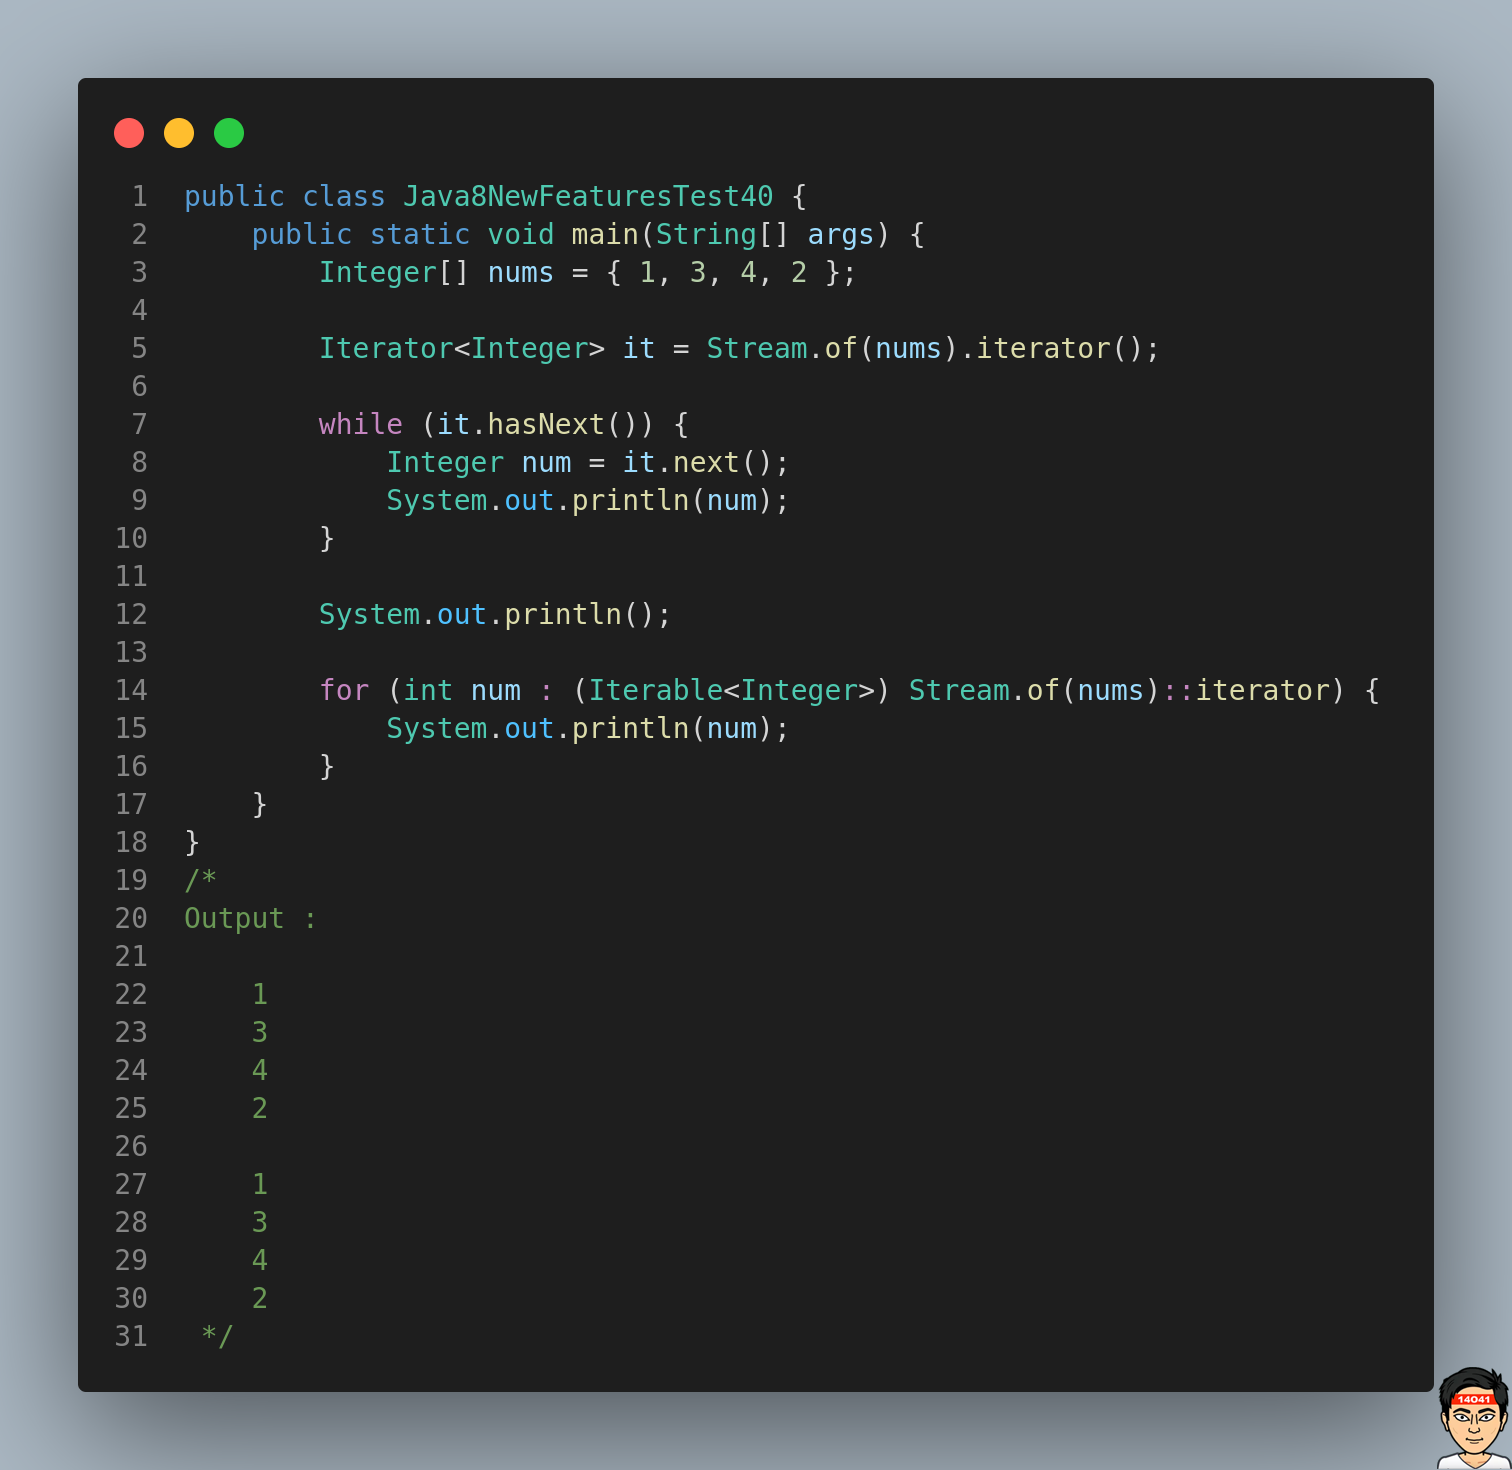 1 public class Java8NewFeaturesTest40 {
2     public static void main(String[] args) {
3         Integer[] nums = { 1, 3, 4, 2 };
4
5         Iterator<Integer> it = Stream.of(nums).iterator();
6
7         while (it.hasNext()) {
8             Integer num = it.next();
9             System.out.println(num);
10         }
11
12         System.out.println();
13
14         for (int num : (Iterable<Integer>) Stream.of(nums)::iterator) {
15             System.out.println(num);
16         }
17     }
18 }
19 /*
20 Output :
21
22     1
23     3
24     4
25     2
26
27     1
28     3
29     4
30     2
31  */
14041